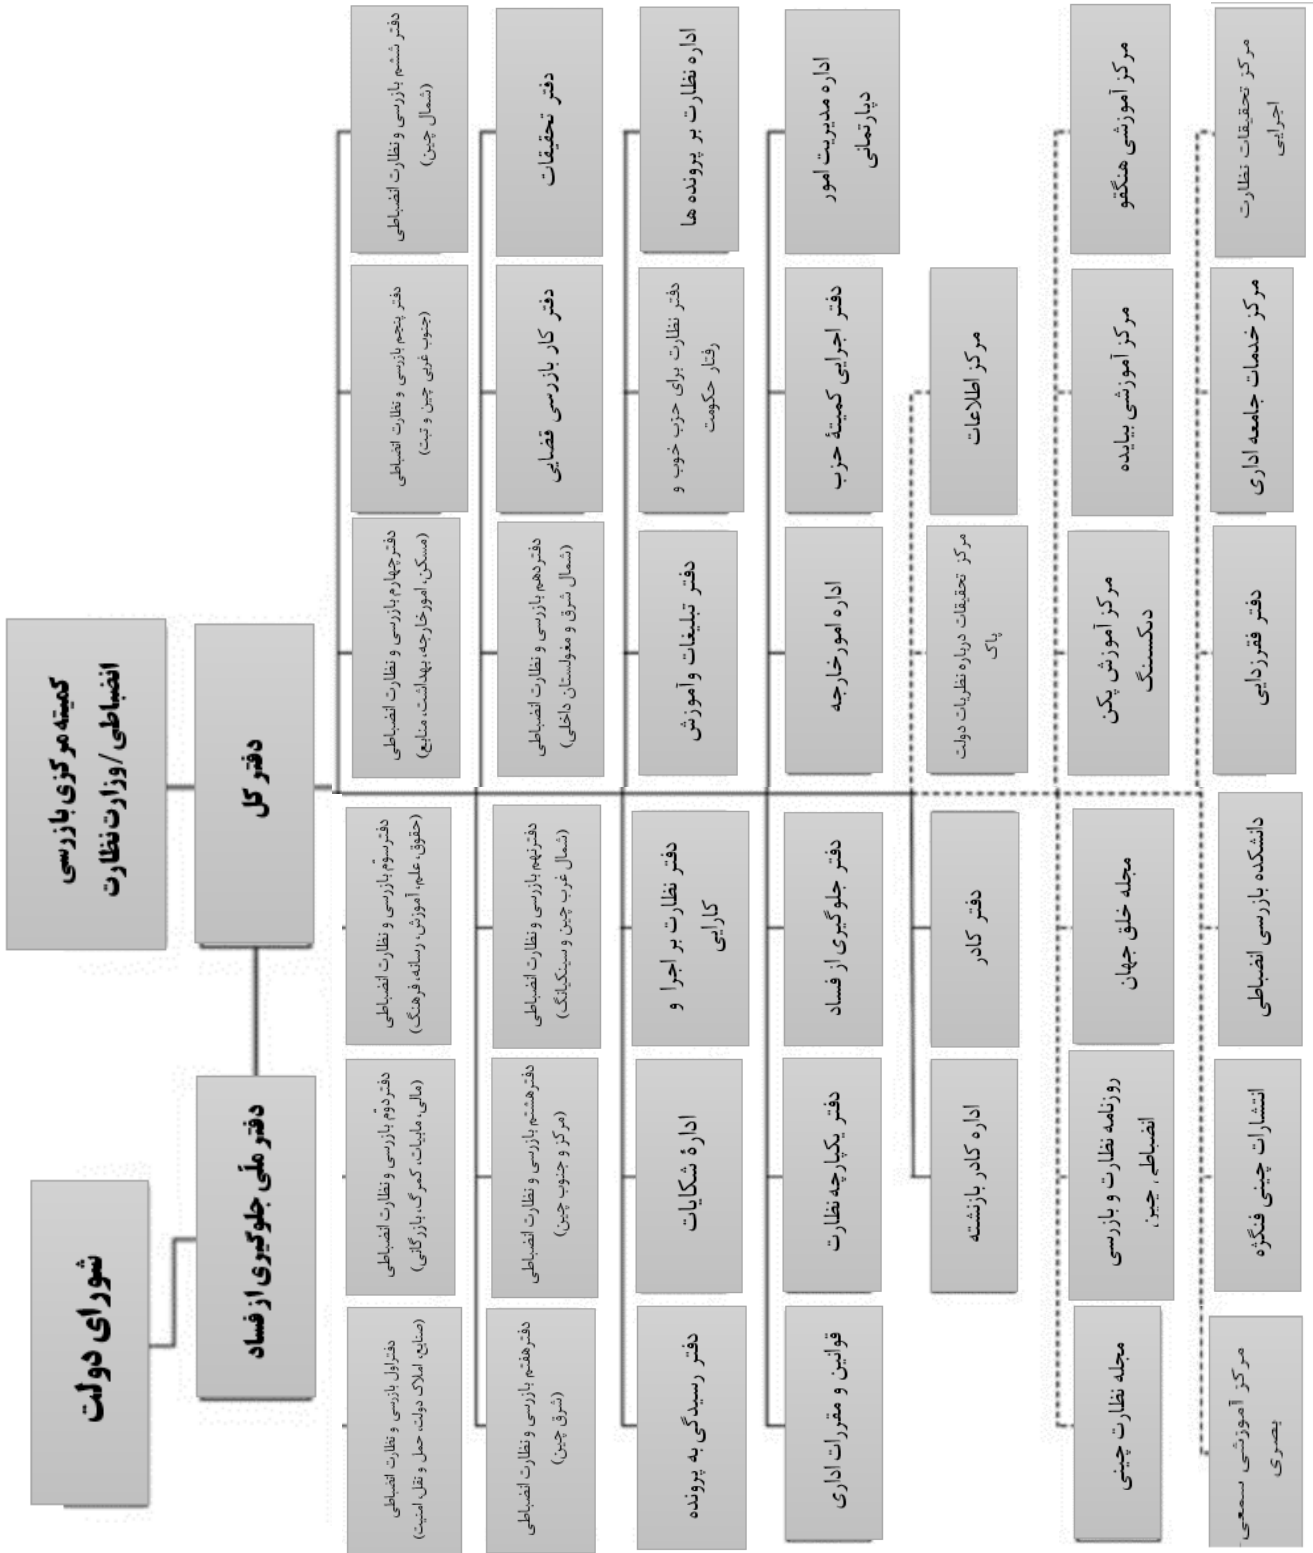 کمیته مرکزی بازرسی
انضباطی/وزارت نظارت
شورای دولت
دفتر کل
دفتر ملّی جلوگیری از فساد
دفتراول بازرسی و نظارت انضباطی
(صنایع، املاک دولت، حمل و نقل، امنیت)
دفتردوم بازرسی و نظارت انضباطی
(مالی، مالیات، کمرگ، بازرگانی)
دفترسوّم بازرسی و نظارت انضباطی
(حقوق، علم، آموزش، رسانه، فرهنگ)
دفترچهارم بازرسی و نظارت انضباطی
(مسکن، امورخارجه، بهداشت، منابع)
دفتر پنجم بازرسی و نظارت انضباطی
(جنوب غربی چین و تبت)
دفتر ششم بازرسی و نظارت انضباطی
(شمال چین)
دفترهفتم بازرسی و نظارت انضباطی
(شرق چین)
دفترهشتم بازرسی و نظارت انضباطی
(مرکز و جنوب چین)
دفترنهم بازرسی و نظارت انضباطی
(شمال غرب چین و سینکیانگ)
دفتردهم بازرسی و نظارت انضباطی
(شمال شرق و مغولستان داخلی)
دفتر کار بازرسی قضایی
دفتر تحقیقات
دفتر رسیدگی به پرونده
ادارۀ شکایات
دفتر نظارت بر اجرا و
کارایی
دفتر تبلیغات و آموزش
دفتر نظارت برای حزب خوب و
رفتار حکومت
اداره نظارت بر پرونده ها
قوانین و مقررات اداری
دفتر یکپارچه نظارت
دفتر جلوگیری از فساد
اداره امورخارجه
دفتر اجرایی کمیتۀ حزب
اداره مدیریت امور
دپارتمانی
اداره کادر بازنشته
دفتر کادر
مرکز تحقیقات درباره نظریات دولت
پاک
مرکز اطلاعات
مجله نظارت چینی
روزنامه نظارت و بازرسی
انضباطی چین
مجله خلق جهان
مرکز آموزش پکن
دیکسنگ
مرکز آموزشی بیایده
مرکز آموزشی هنگقو
مرکز آموزشی سمعی-
بصری
انتشارات چینی فنگژه
دانشکده بازرسی انضباطی
دفتر فقرزدایی
مرکز خدمات جامعه اداری
مرکز تحقیقات نظارت
اجرایی